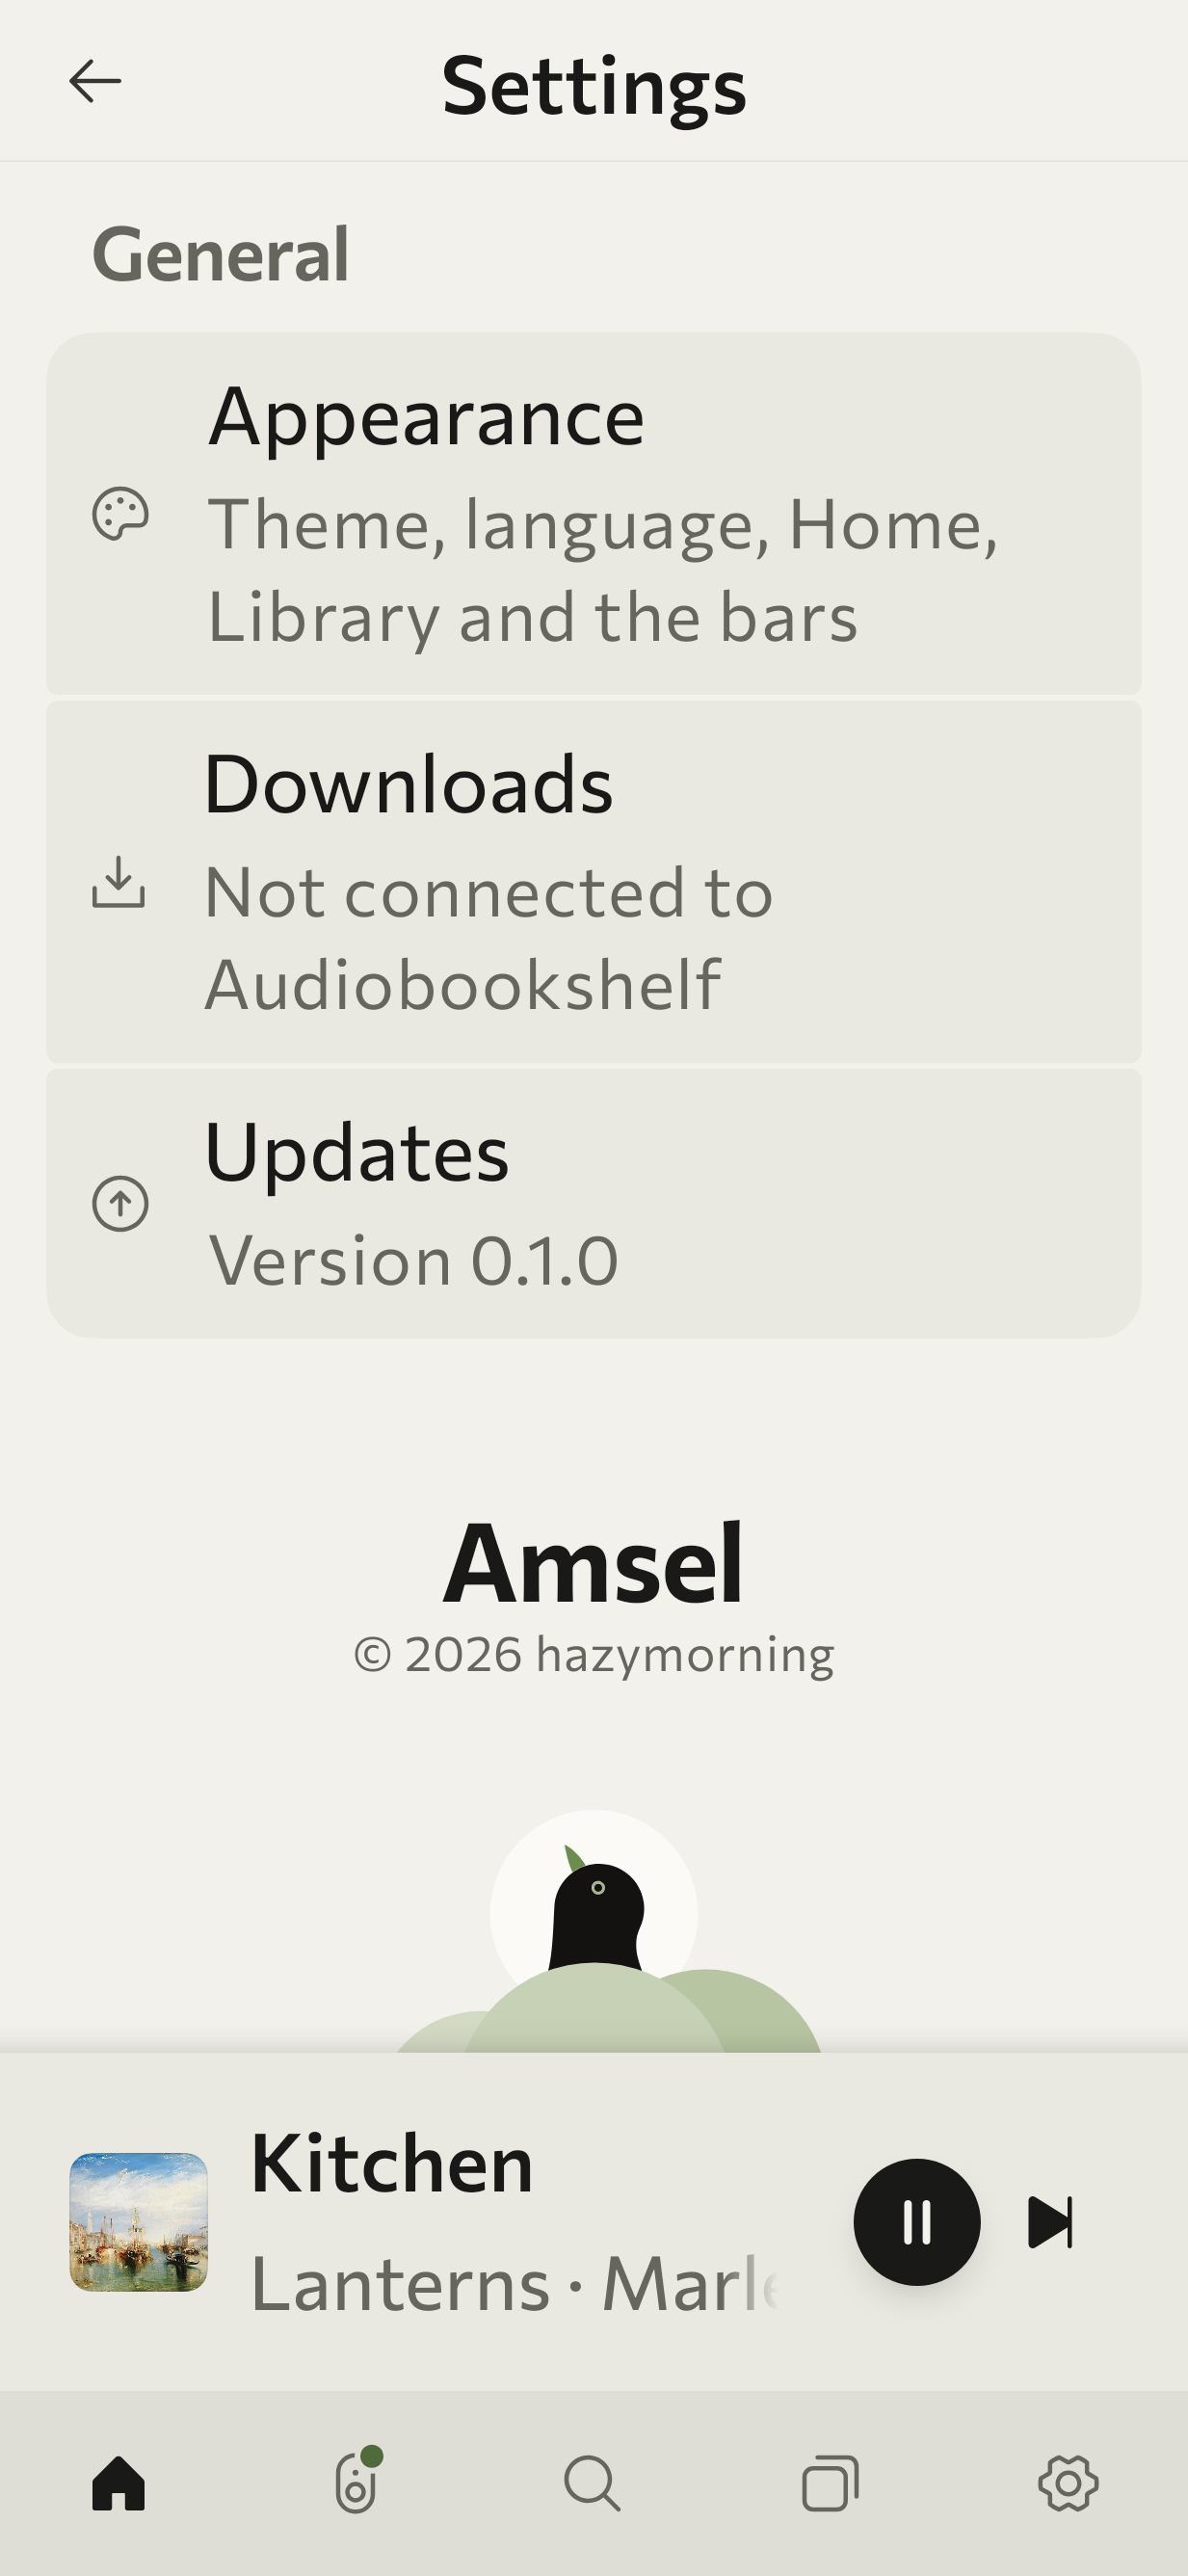 Settings
General
Appearance
Theme, language, Home,
Library and the bars
Downloads
Not connected to
Audiobookshelf
Updates
Version 0.1.0
Amsel
© 2026 hazymorning
Kitchen
Lanterns ·